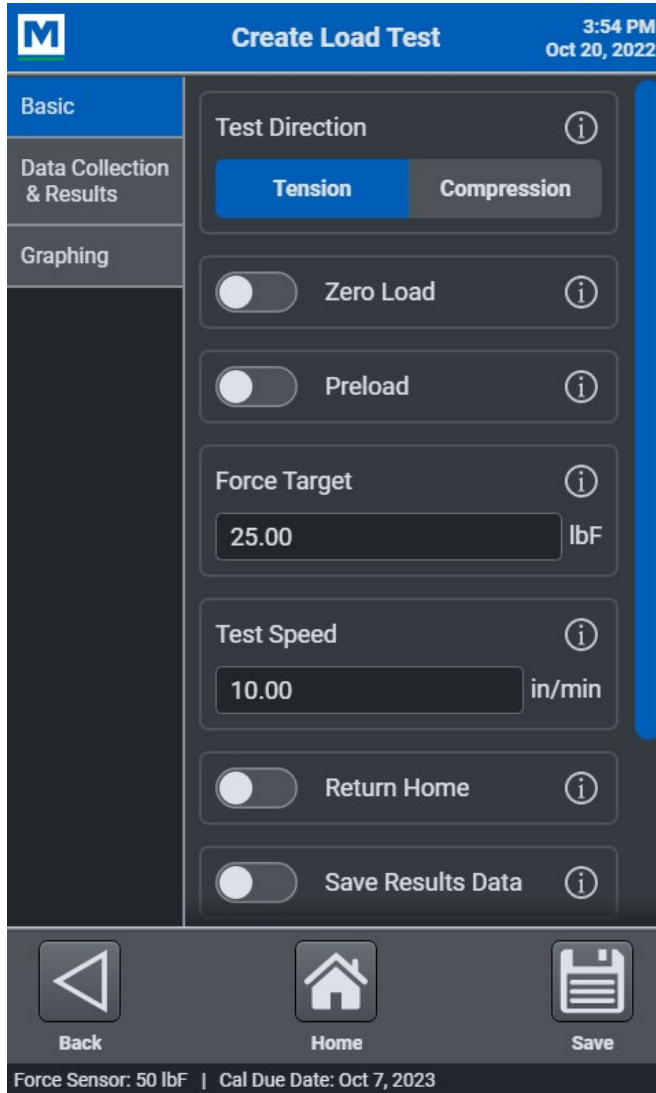 M
Create Load Test
3:54 PM
Oct 20, 2022
Basic
Data Collection
& Results
Graphing
Test Direction
Tension
Compression
Zero Load
Preload
Force Target
25.00
lbF
Test Speed
10.00
in/min
Return Home
Save Results Data
Back
Home
Save
Force Sensor: 50 lbF | Cal Due Date: Oct 7, 2023